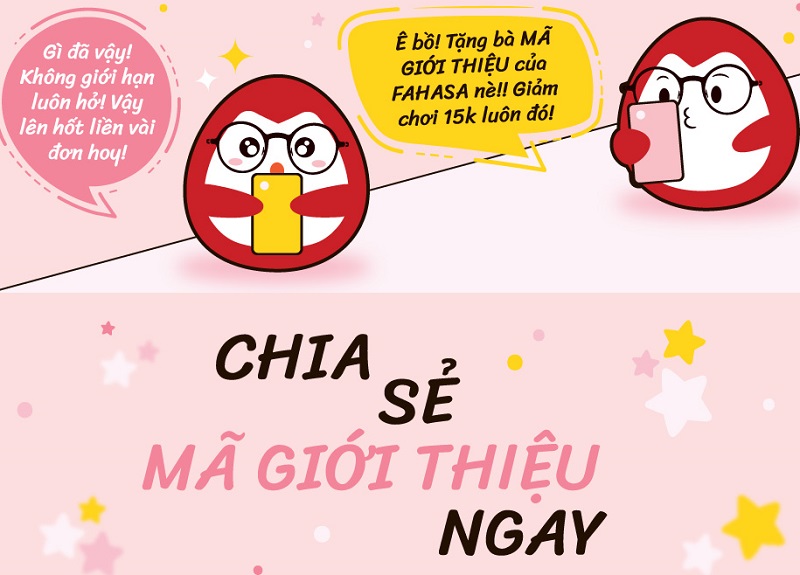 Gì đã vậy!
Không giới hạn
luôn hở! Vậy
lên hốt liền vài
đơn hoy!
Ê bồ! Tặng bà MÃ
GIỚI THIỆU của
FAHASA nè!! Giảm
chơi 15k luôn đó!
CHIA
SẺ
MÃ GIỚI THIỆU
NGAY